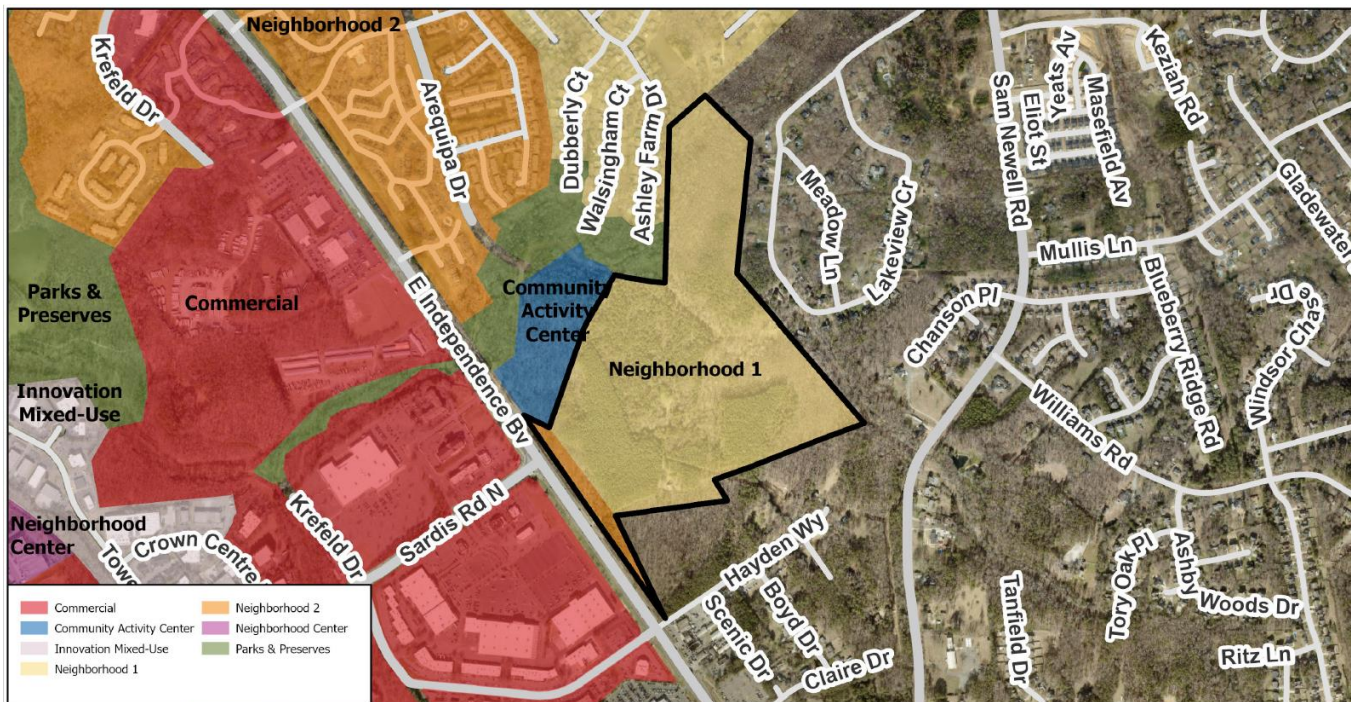 Neighborhood 2
Krefeld Dr
Arequipa Dr
Dubberly Ct
Walsingham Ct
Ashley Farm Dr
Meadow Ln
Lakeview Cr
Sam Newell Rd
Eliot St
Yeats Av
Masefield Av
Keziah Rd
Gladewater
Mullis Ln
Blueberry Ridge Rd
Windsor Chase Dr
Chanson Pl
Williams Rd
Parks &
Preserves
Commercial
E Independence Bv
Community
Activity
Center
Neighborhood 1
Innovation
Mixed-Use
Neighborhood
Center
Crown Centre
Krefeld Dr
Sardis Rd N
Hayden Wy
Boyd Dr
Scenic Dr
Claire Dr
Tanfield Dr
Tory Oak Pl
Ashby
Woods Dr
Ritz Ln
Commercial
Community Activity Center
Innovation Mixed-Use
Neighborhood 1
Neighborhood 2
Neighborhood Center
Parks & Preserves